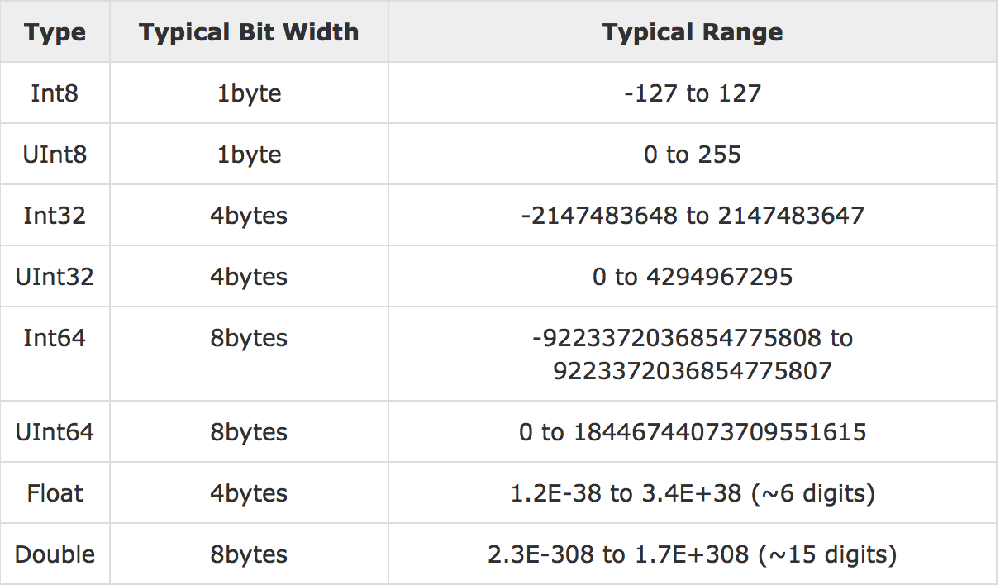 Type Typical Bit Width Typical Range
Int8 1byte -127 to 127
UInt8 1byte 0 to 255
Int32 4bytes -2147483648 to 2147483647
UInt32 4bytes 0 to 4294967295
Int64 8bytes -9223372036854775808 to
9223372036854775807
UInt64 8bytes 0 to 18446744073709551615
Float 4bytes 1.2E-38 to 3.4E+38 (~6 digits)
Double 8bytes 2.3E-308 to 1.7E+308 (~15 digits)